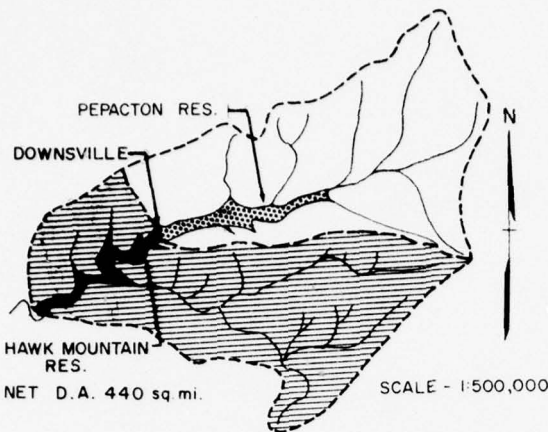 PEPACTON RES.
DOWNSVILLE
N
HAWK MOUNTAIN
RES.
NET D.A. 440 sq. mi.
SCALE - 1:500,000